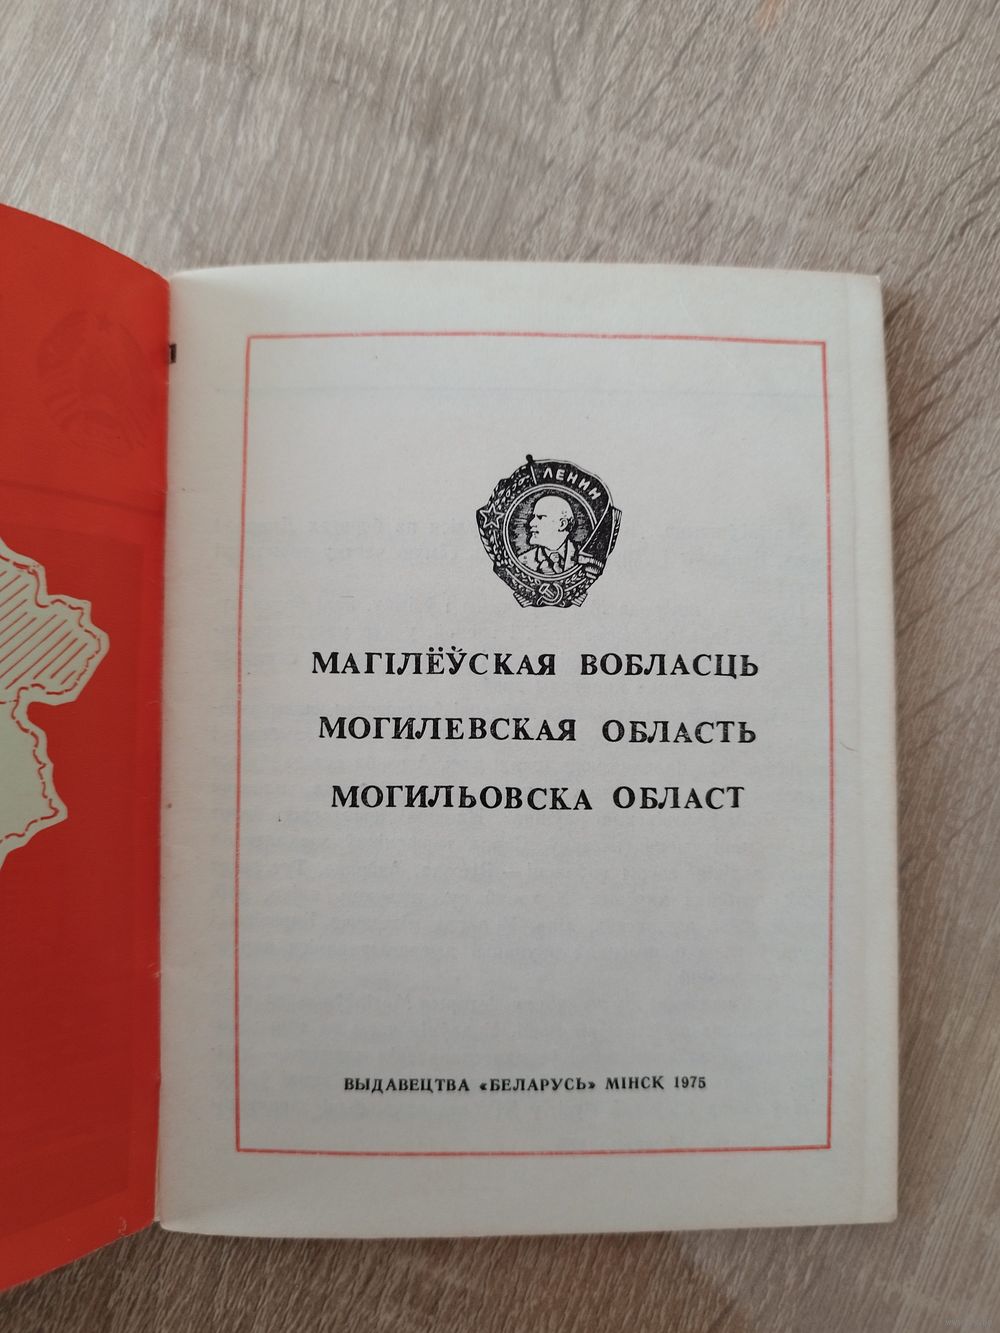 ЛЕНИН
МАГІЛЁЎСКАЯ ВОБЛАСЦЬ
МОГИЛЕВСКАЯ ОБЛАСТЬ
МОГИЛЬОВСКА ОБЛАСТ
ВЫДАВЕЦТВА «БЕЛАРУСЬ» МІНСК 1975